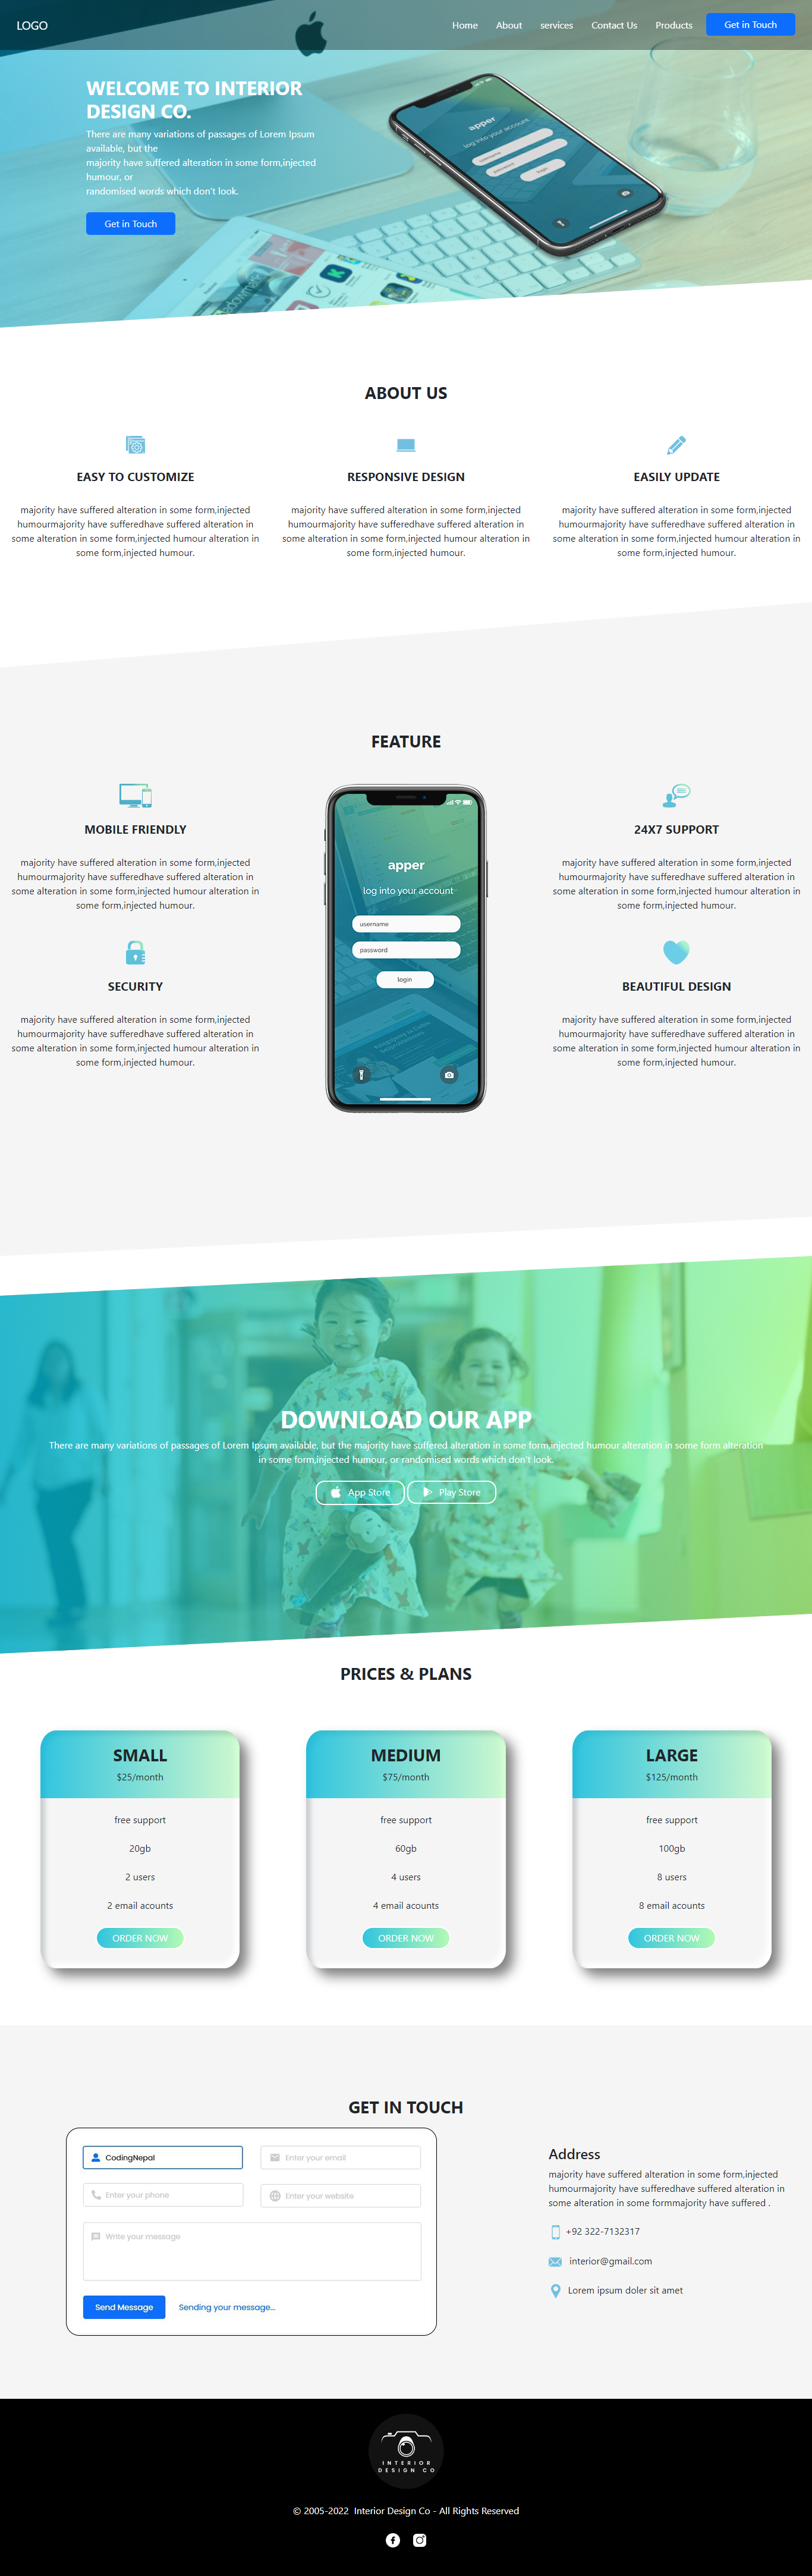 LOGO
Home
About
services
Contact Us
Products
Get in Touch
WELCOME TO INTERIOR
DESIGN CO.
There are many variations of passages of Lorem Ipsum
available, but the
majority have suffered alteration in some form,injected
humour, or
randomised words which don't look.
Get in Touch
apper
log into your account
username
password
login
ABOUT US
EASY TO CUSTOMIZE
majority have suffered alteration in some form,injected
humourmajority have sufferedhave suffered alteration in
some alteration in some form,injected humour alteration in
some form,injected humour.
RESPONSIVE DESIGN
majority have suffered alteration in some form,injected
humourmajority have sufferedhave suffered alteration in
some alteration in some form,injected humour alteration in
some form,injected humour.
EASILY UPDATE
majority have suffered alteration in some form,injected
humourmajority have sufferedhave suffered alteration in
some alteration in some form,injected humour alteration in
some form,injected humour.
FEATURE
MOBILE FRIENDLY
majority have suffered alteration in some form,injected
humourmajority have sufferedhave suffered alteration in
some alteration in some form,injected humour alteration in
some form,injected humour.
SECURITY
majority have suffered alteration in some form,injected
humourmajority have sufferedhave suffered alteration in
some alteration in some form,injected humour alteration in
some form,injected humour.
apper
log into your account
username
password
login
24X7 SUPPORT
majority have suffered alteration in some form,injected
humourmajority have sufferedhave suffered alteration in
some alteration in some form,injected humour alteration in
some form,injected humour.
BEAUTIFUL DESIGN
majority have suffered alteration in some form,injected
humourmajority have sufferedhave suffered alteration in
some alteration in some form,injected humour alteration in
some form,injected humour.
DOWNLOAD OUR APP
There are many variations of passages of Lorem Ipsum available, but the majority have suffered alteration in some form,injected humour alteration in some form alteration
in some form,injected humour, or randomised words which don't look.
App Store
Play Store
PRICES & PLANS
SMALL
$25/month
free support
20gb
2 users
2 email acounts
ORDER NOW
MEDIUM
$75/month
free support
60gb
4 users
4 email acounts
ORDER NOW
LARGE
$125/month
free support
100gb
8 users
8 email acounts
ORDER NOW
GET IN TOUCH
CodingNepal
Enter your email
Enter your phone
Enter your website
Write your message
Send Message
Sending your message...
Address
majority have suffered alteration in some form,injected
humourmajority have sufferedhave suffered alteration in
some alteration in some formmajority have suffered .
+92 322-7132317
interior@gmail.com
Lorem ipsum doler sit amet
INTERIOR
DESIGN CO
© 2005-2022 Interior Design Co - All Rights Reserved